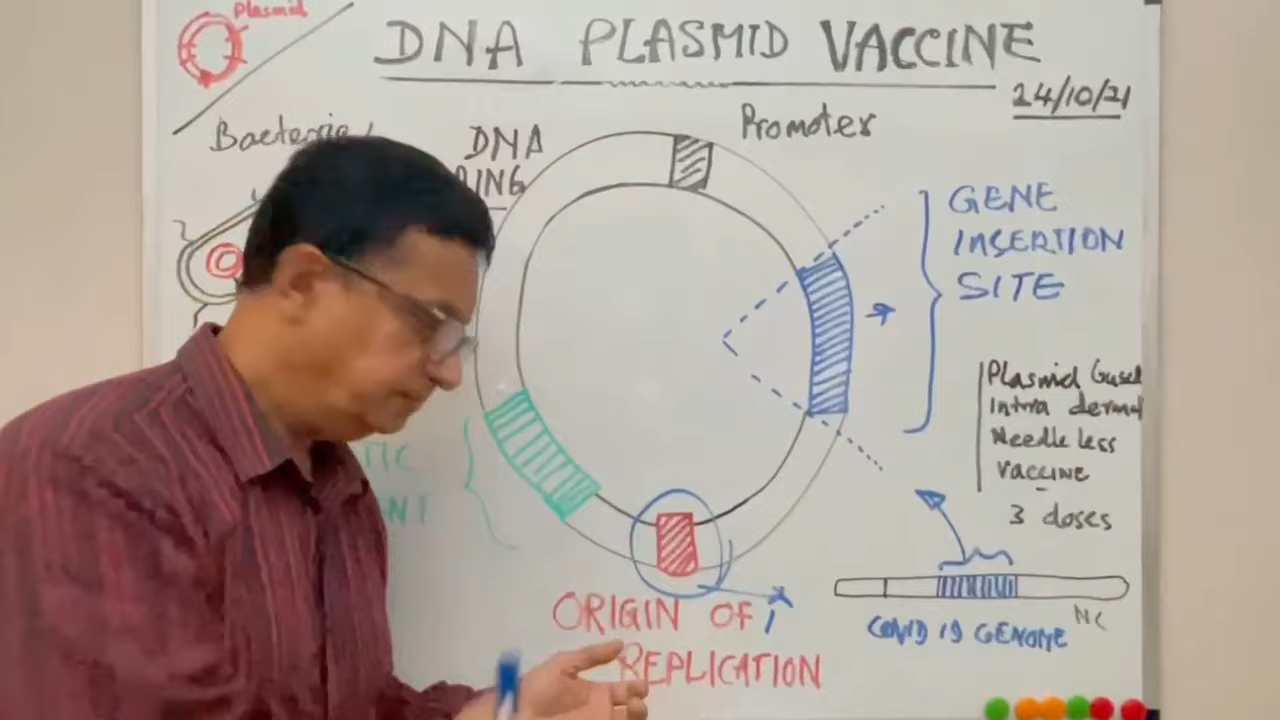 Plasmid
DNA PLASMID VACCINE
24/10/21
DNA
Promoter
GENE
INSERTION
SITE
Plasmid
Intra dermal
Needle less
vaccine
3 doses
ORIGIN OF
REPLICATION
COVID 19 GENOME